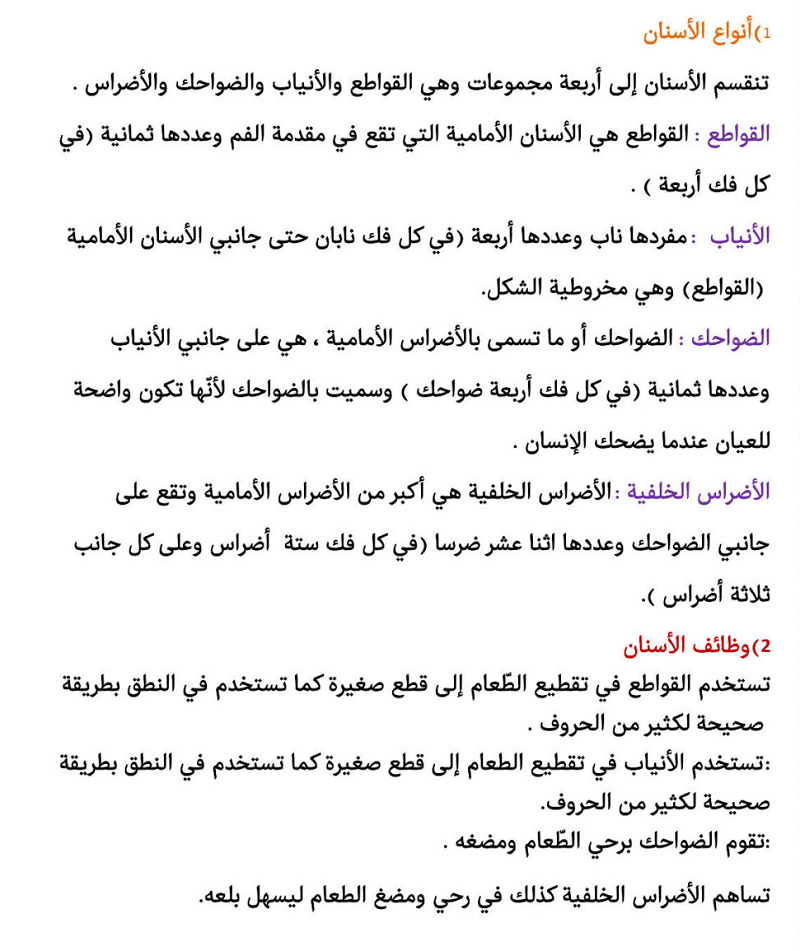 1)أنواع الأسنان
تنقسم الأسنان إلى أربعة مجموعات وهي القواطع والأنياب والضواحك والأضراس .
القواطع : القواطع هي الأسنان الأمامية التي تقع في مقدمة الفم وعددها ثمانية (في
كل فك أربعة ) .
الأنياب : مفردها ناب وعددها أربعة (في كل فك نابان حتى جانبي الأسنان الأمامية
(القواطع) وهي مخروطية الشكل.
الضواحك : الضواحك أو ما تسمى بالأضراس الأمامية ، هي على جانبي الأنياب
وعددها ثمانية (في كل فك أربعة ضواحك ) وسميت بالضواحك لأنّها تكون واضحة
للعيان عندما يضحك الإنسان .
الأضراس الخلفية : الأضراس الخلفية هي أكبر من الأضراس الأمامية وتقع على
جانبي الضواحك وعددها اثنا عشر ضرسا (في كل فك ستة أضراس وعلى كل جانب
ثلاثة أضراس ).
2)وظائف الأسنان
تستخدم القواطع في تقطيع الطّعام إلى قطع صغيرة كما تستخدم في النطق بطريقة
صحيحة لكثير من الحروف .
:تستخدم الأنياب في تقطيع الطعام إلى قطع صغيرة كما تستخدم في النطق بطريقة
صحيحة لكثير من الحروف.
:تقوم الضواحك برحي الطّعام ومضغه .
تساهم الأضراس الخلفية كذلك في رحي ومضغ الطعام ليسهل بلعه.